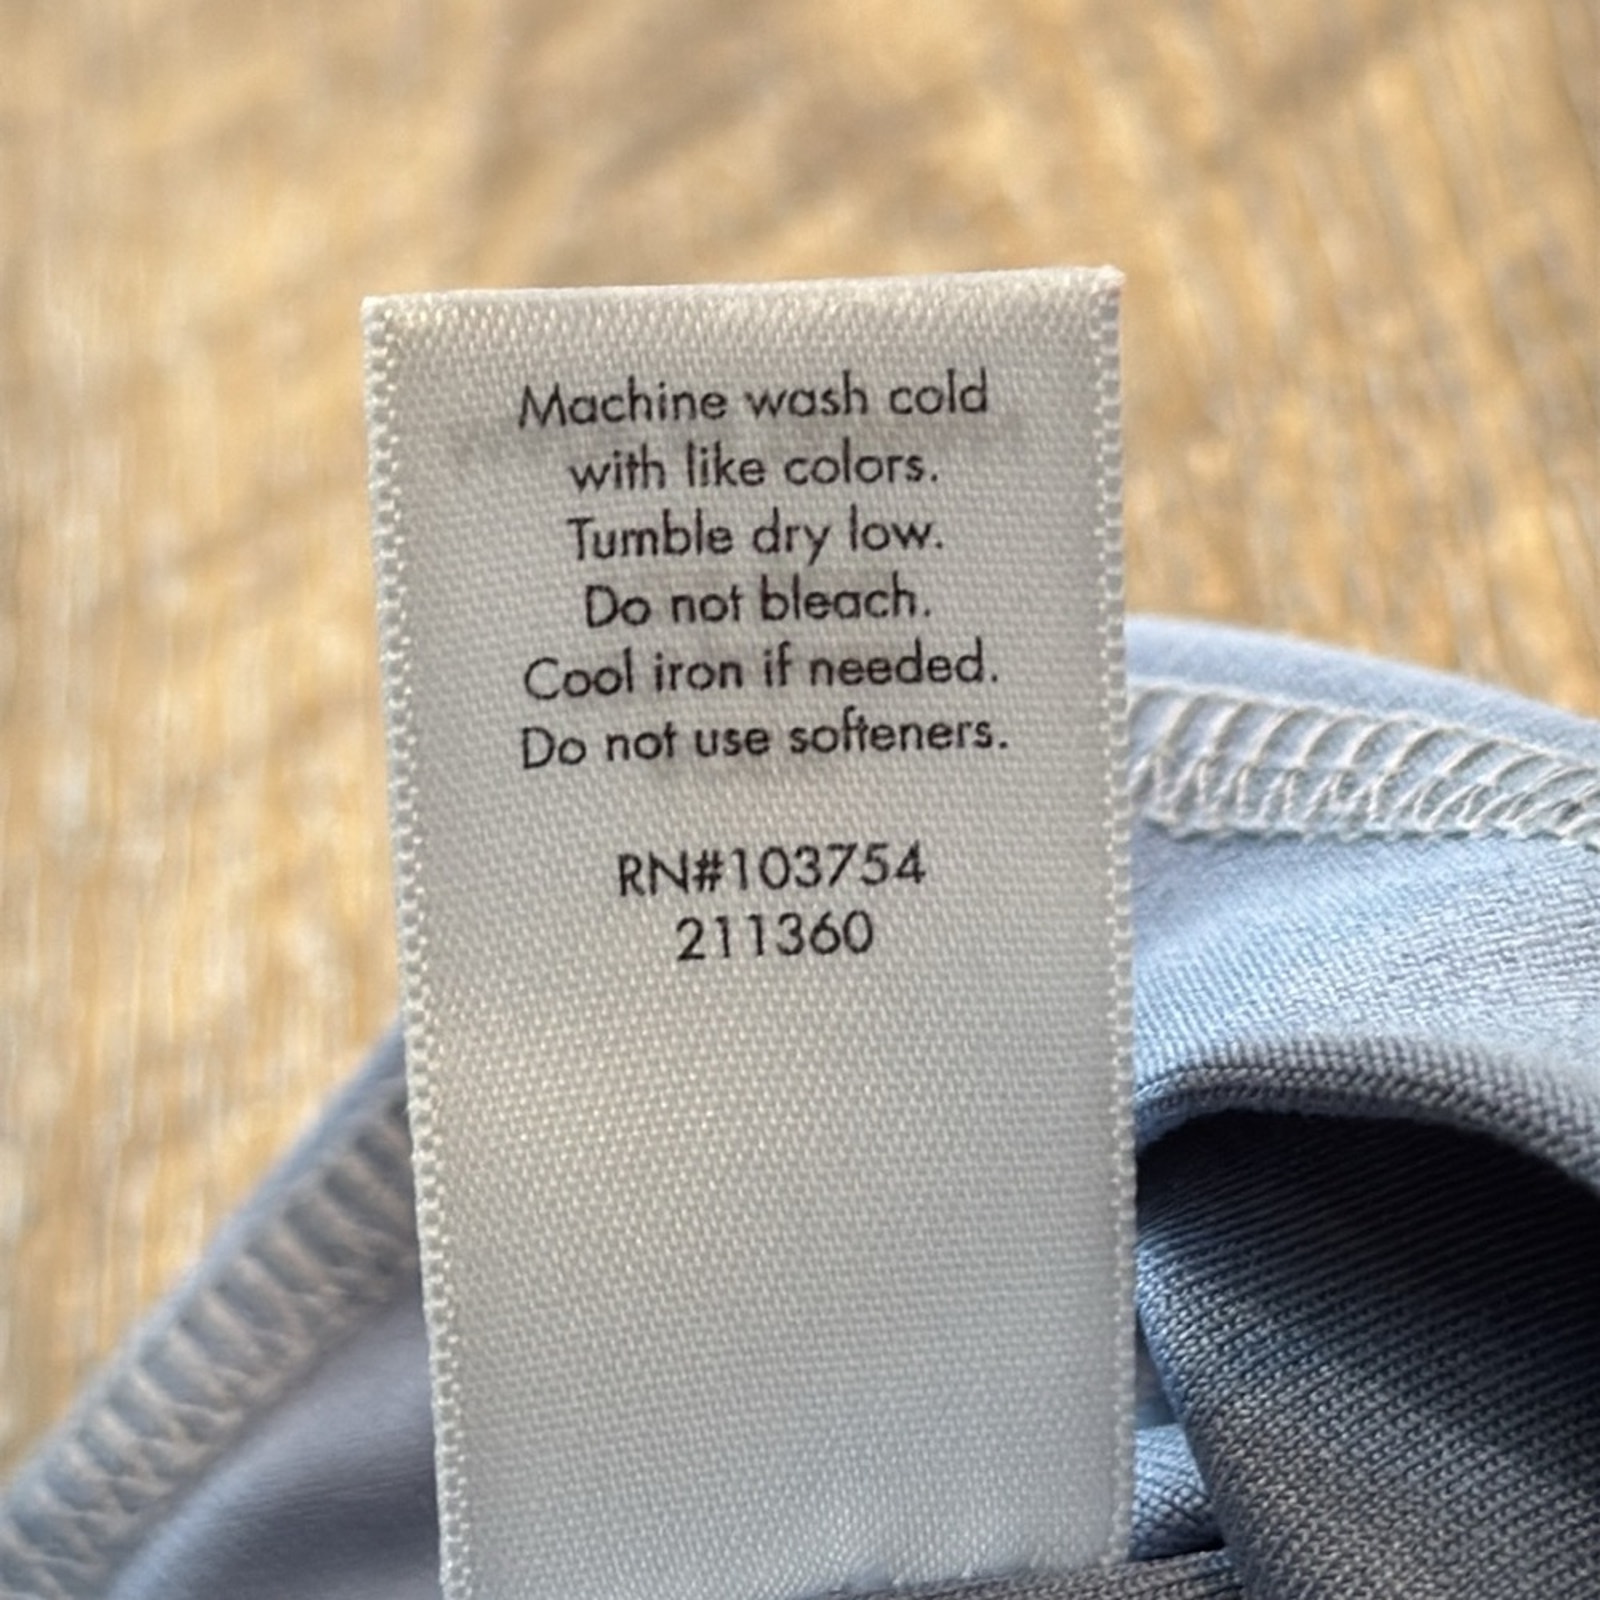 Machine wash cold
with like colors.
Tumble dry low.
Do not bleach.
Cool iron if needed.
Do not use softeners.
RN#103754
211360